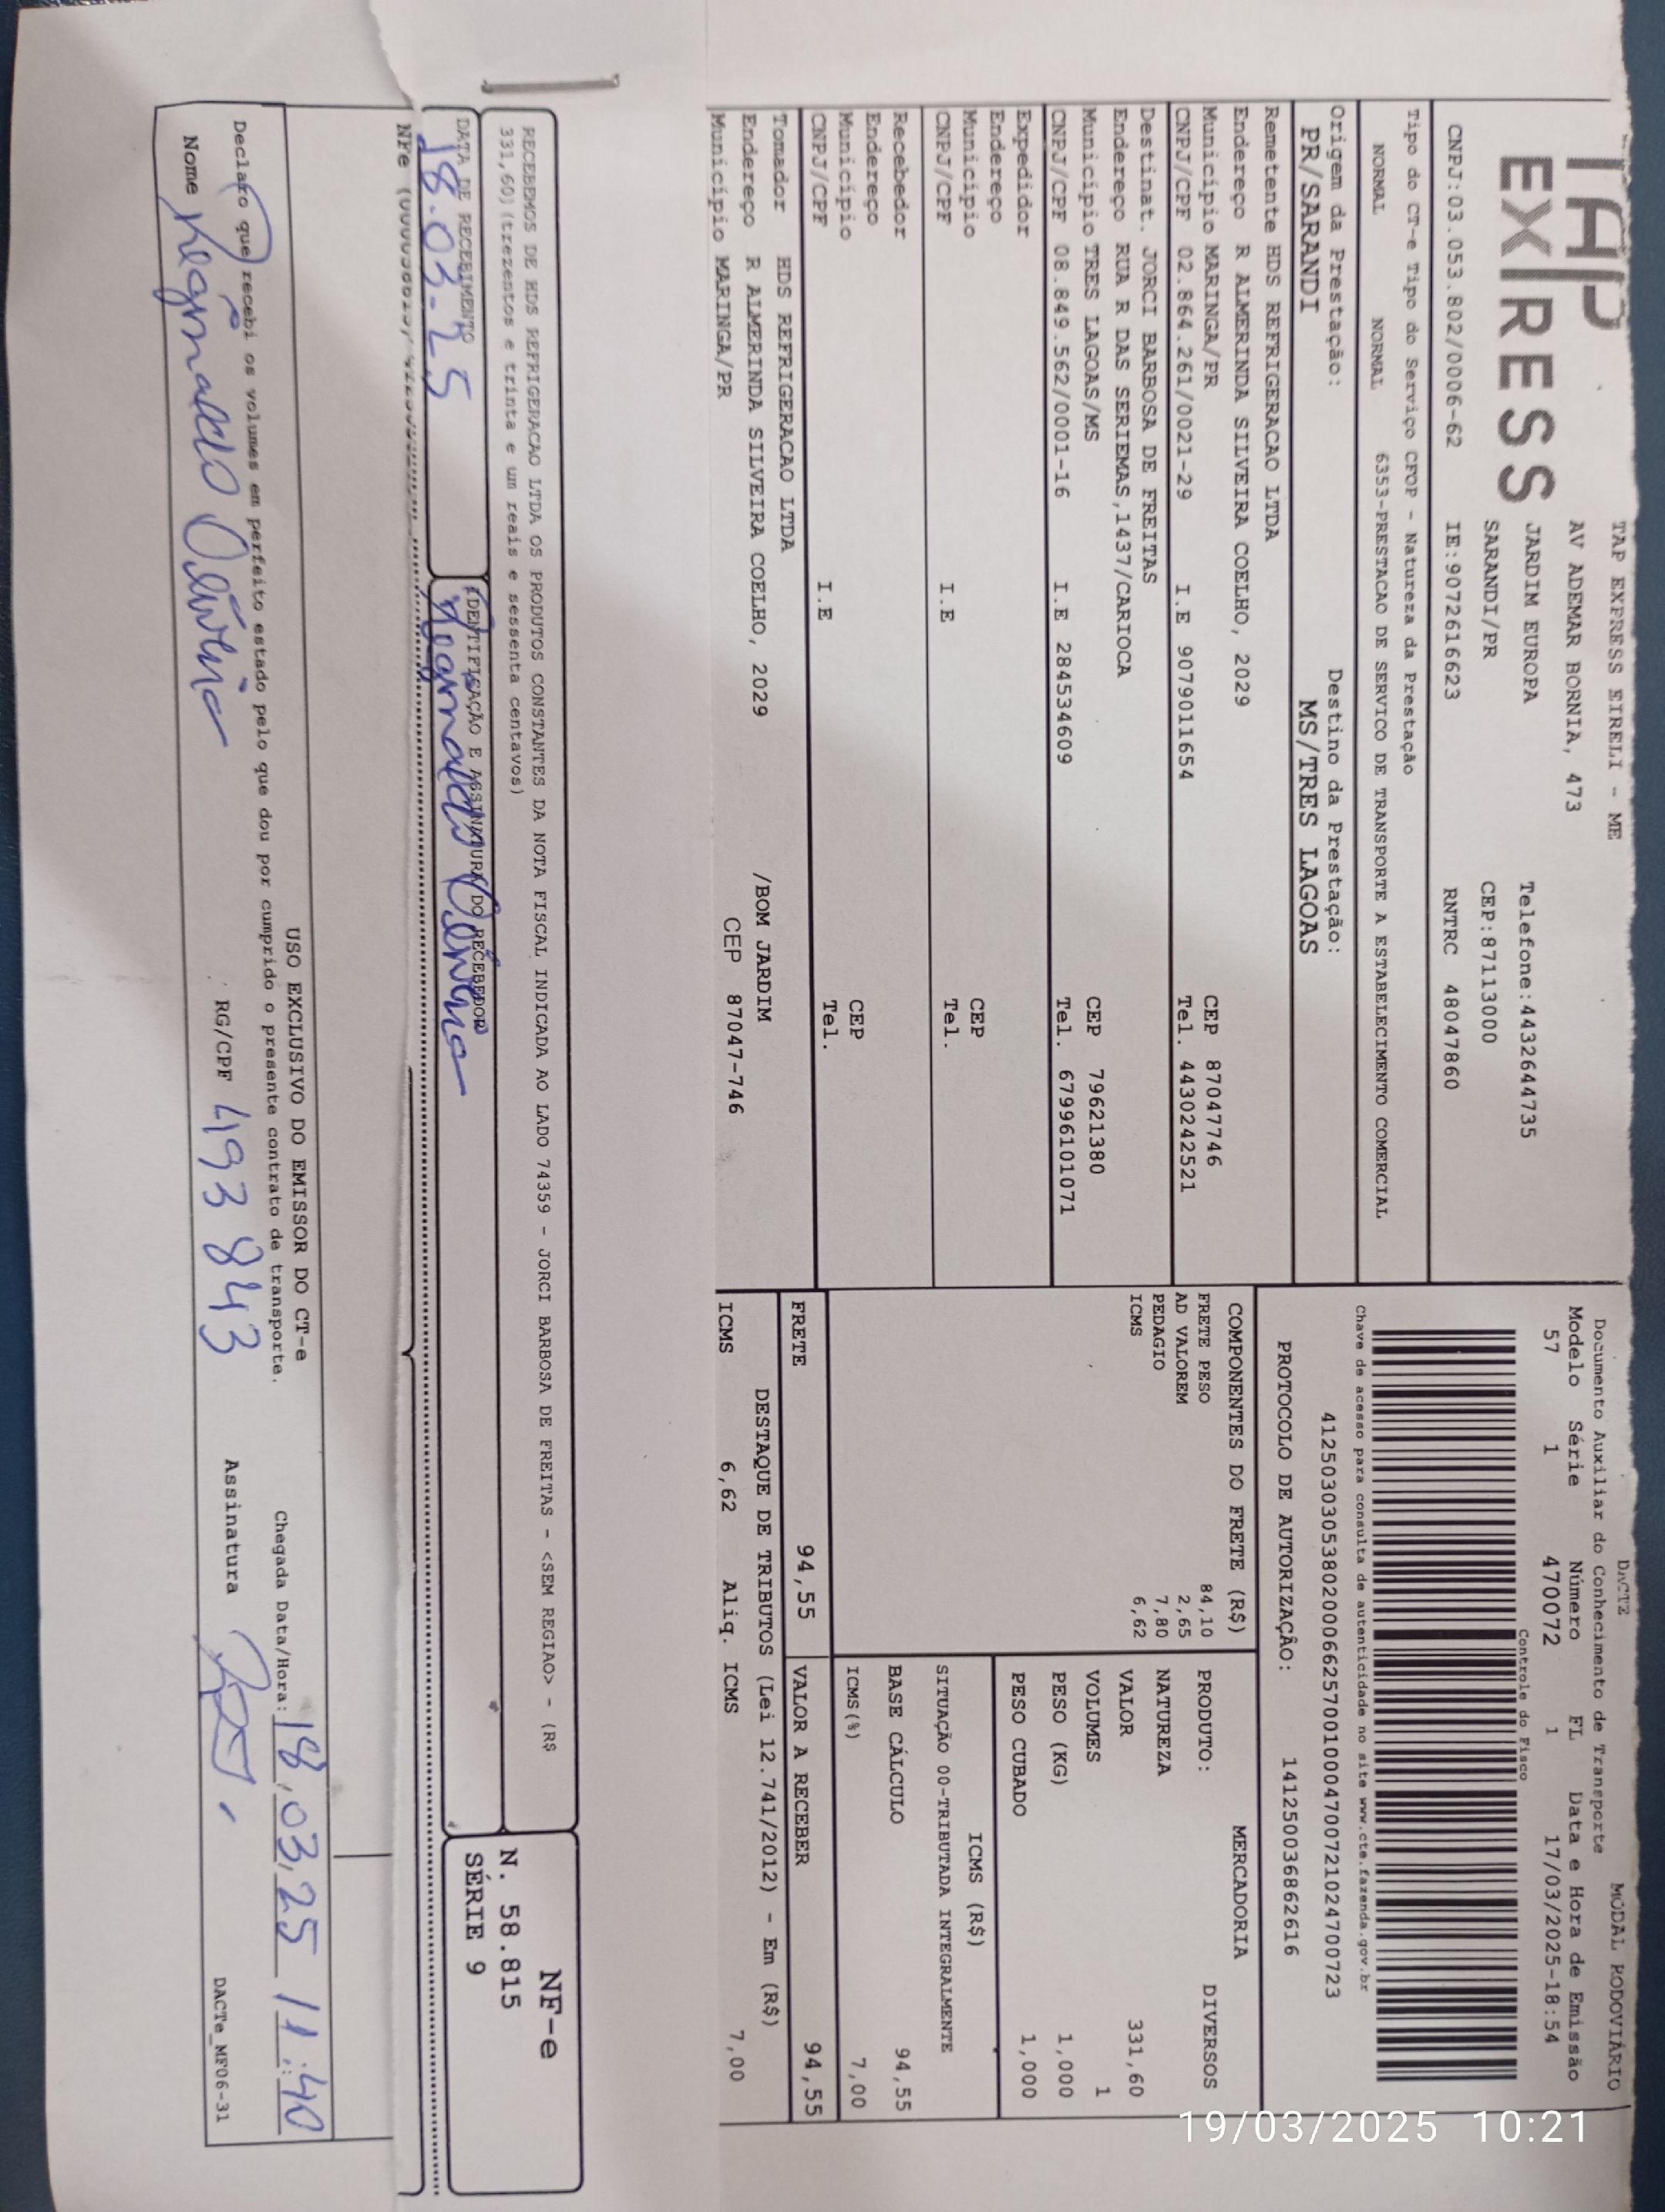 TAP
EXPRESS
TAP EXPRESS EIRELI - ME
AV ADEMAR BORNIA, 473
JARDIM EUROPA Telefone:4432644735
SARANDI/PR CEP:87113000
CNPJ:03.053.802/0006-62 IE:9072616623 RNTRC 48047860
Tipo do CT-e Tipo do Serviço CFOP - Natureza da Prestação
NORMAL NORMAL 6353-PRESTACAO DE SERVICO DE TRANSPORTE A ESTABELECIMENTO COMERCIAL
Origem da Prestação: Destino da Prestação:
PR/SARANDI MS/TRES LAGOAS
Remetente HDS REFRIGERACAO LTDA
Endereço R ALMERINDA SILVEIRA COELHO, 2029
Município MARINGA/PR CEP 87047746
CNPJ/CPF 02.864.261/0021-29 I.E 9079011654 Tel. 4430242521
Destinat. JORCI BARBOSA DE FREITAS
Endereço RUA R DAS SERIEMAS,1437/CARIOCA
Município TRES LAGOAS/MS CEP 79621380
CNPJ/CPF 08.849.562/0001-16 I.E 284534609 Tel. 67996101071
Expedidor
Endereço
Município CEP
CNPJ/CPF I.E Tel.
Recebedor
Endereço
Município CEP
CNPJ/CPF I.E Tel.
Tomador HDS REFRIGERACAO LTDA
Endereço R ALMERINDA SILVEIRA COELHO, 2029 /BOM JARDIM
Município MARINGA/PR CEP 87047-746
DACTE MODAL RODOVIÁRIO
Documento Auxiliar do Conhecimento de Transporte
Modelo Série Número FL Data e Hora de Emissão
57 1 470072 1 17/03/2025-18:54
Controle do Fisco
Chave de acesso para consulta de autenticidade no site www.cte.fazenda.gov.br
41250303053802000662570010004700721024700723
PROTOCOLO DE AUTORIZAÇÃO: 141250036862616
COMPONENTES DO FRETE (R$)
FRETE PESO 84,10
AD VALOREM 2,65
PEDAGIO 7,80
ICMS 6,62
MERCADORIA
PRODUTO: DIVERSOS
NATUREZA
VALOR 331,60
VOLUMES 1
PESO (KG) 1,000
PESO CUBADO 1,000
ICMS (R$)
SITUAÇÃO 00-TRIBUTADA INTEGRALMENTE
BASE CÁLCULO 94,55
ICMS(%) 7,00
FRETE 94,55 VALOR A RECEBER 94,55
DESTAQUE DE TRIBUTOS (Lei 12.741/2012) - Em (R$)
ICMS 6,62 Aliq. ICMS 7,00
RECEBEMOS DE HDS REFRIGERACAO LTDA OS PRODUTOS CONSTANTES DA NOTA FISCAL INDICADA AO LADO 74359 - JORCI BARBOSA DE FREITAS - <SEM REGIAO> - (R$
331,60) (trezentos e trinta e um reais e sessenta centavos)
DATA DE RECEBIMENTO IDENTIFICAÇÃO E ASSINATURA DO RECEBEDOR
18.03-25
NF-e
N. 58.815
SÉRIE 9
USO EXCLUSIVO DO EMISSOR DO CT-e
Declaro que recebi os volumes em perfeito estado pelo que dou por cumprido o presente contrato de transporte.
Chegada Data/Hora: 18/03/25 11:40
Nome RG/CPF 493 843 Assinatura
DACTe_MF06-31
19/03/2025 10:21